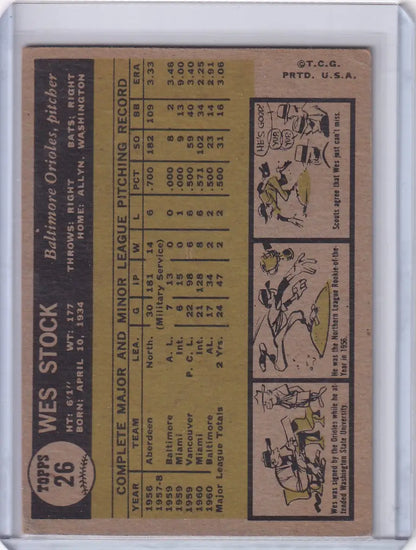 TOPPS
26
WES STOCK
Baltimore Orioles, pitcher
HT: 6'1" WT: 177 THROWS: RIGHT BATS: RIGHT
BORN: APRIL 10, 1934 HOME: ALLYN, WASHINGTON
COMPLETE MAJOR AND MINOR LEAGUE PITCHING RECORD
YEAR TEAM LEA. G IP W L PCT SO BB ERA
1956 Aberdeen North. 30 181 14 6 .700 182 109 3.33
1957-8 (Military Service)
1959 Baltimore A. L. 7 13 0 0 .000 8 2 3.46
1959 Miami Int. 6 15 0 .000 9 13 9.00
1959 Vancouver P. C. L. 22 98 6 6 .500 59 40 3.40
1960 Miami Int. 21 128 8 6 .571 102 34 2.25
1960 Baltimore A. L. 17 34 2 2 .500 23 14 2.91
Major League Totals 2 Yrs. 24 47 2 2 .500 31 16 3.06
Wes was signed by the Orioles while he attended Washington State University.
He was the Northern League Rookie-of-the-Year in 1956.
Scouts agree that Wes just can't miss.
©T.C.G.
PRTD. U.S.A.